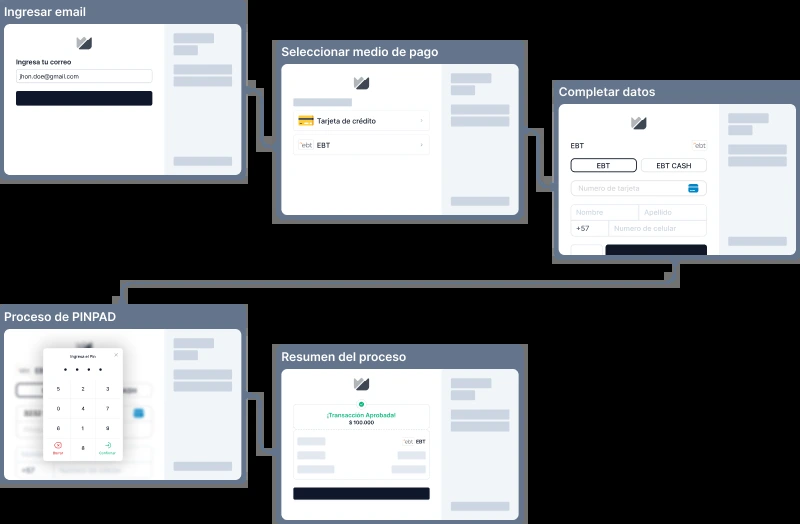 Ingresar email
Ingresa tu correo
jhon.doe@gmail.com
Seleccionar medio de pago
Tarjeta de crédito
ebt EBT
Completar datos
EBT
ebt
EBT
EBT CASH
Numero de tarjeta
Nombre
Apellido
+57
Numero de celular
Proceso de PINPAD
Ingresa el Pin
5 2 3
0 4 7
6 1 9
Borrar
8
Confirmar
+57
Resumen del proceso
¡Transacción Aprobada!
$ 100.000
ebt EBT